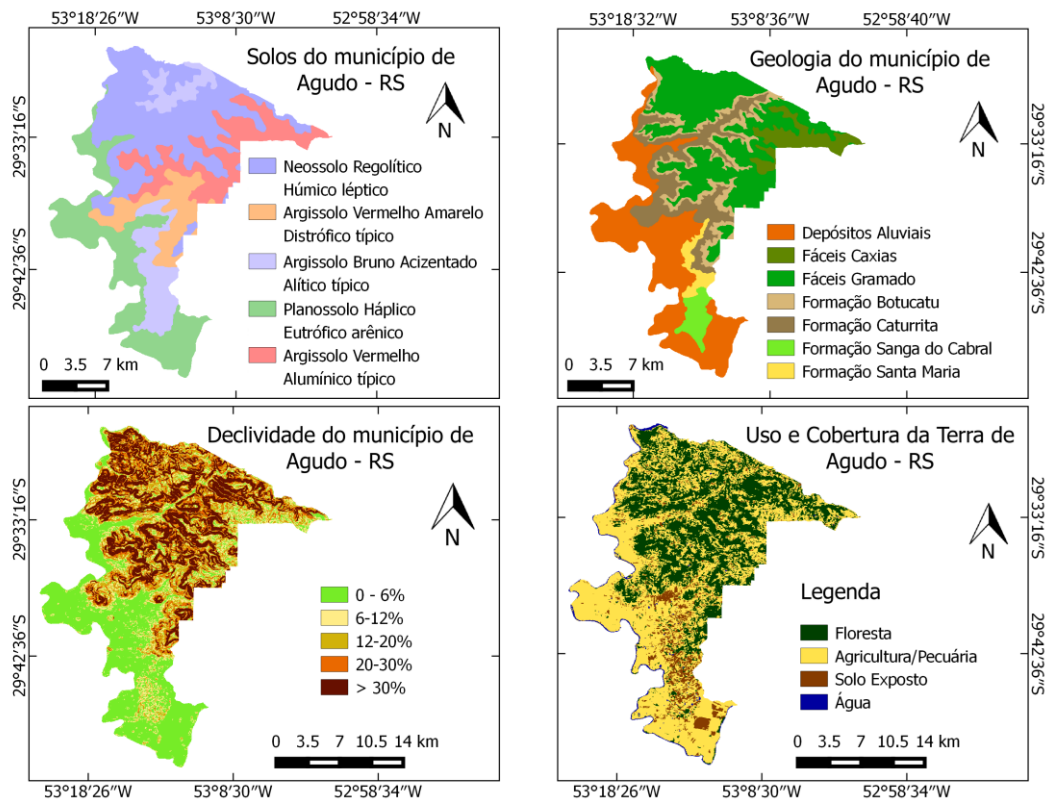 53°18'26"W 53°8'30"W 52°58'34"W
Solos do município de
Agudo - RS
N
29°33'16"S
29°42'36"S
Neossolo Regolítico
Húmico léptico
Argissolo Vermelho Amarelo
Distrófico típico
Argissolo Bruno Acizentado
Alítico típico
Planossolo Háplico
Eutrófico arênico
Argissolo Vermelho
Alumínico típico
0 3.5 7 km
53°18'32"W 53°8'36"W 52°58'40"W
Geologia do município de
Agudo - RS
N
29°33'16"S
29°42'36"S
Depósitos Aluviais
Fáceis Caxias
Fáceis Gramado
Formação Botucatu
Formação Caturrita
Formação Sanga do Cabral
Formação Santa Maria
0 3.5 7 km
Declividade do município de
Agudo - RS
N
29°33'16"S
29°42'36"S
0 - 6%
6-12%
12-20%
20-30%
> 30%
0 3.5 7 10.5 14 km
53°18'26"W 53°8'30"W 52°58'34"W
Uso e Cobertura da Terra de
Agudo - RS
N
29°33'16"S
29°42'36"S
Legenda
Floresta
Agricultura/Pecuária
Solo Exposto
Água
0 3.5 7 10.5 14 km
53°18'26"W 53°8'30"W 52°58'34"W